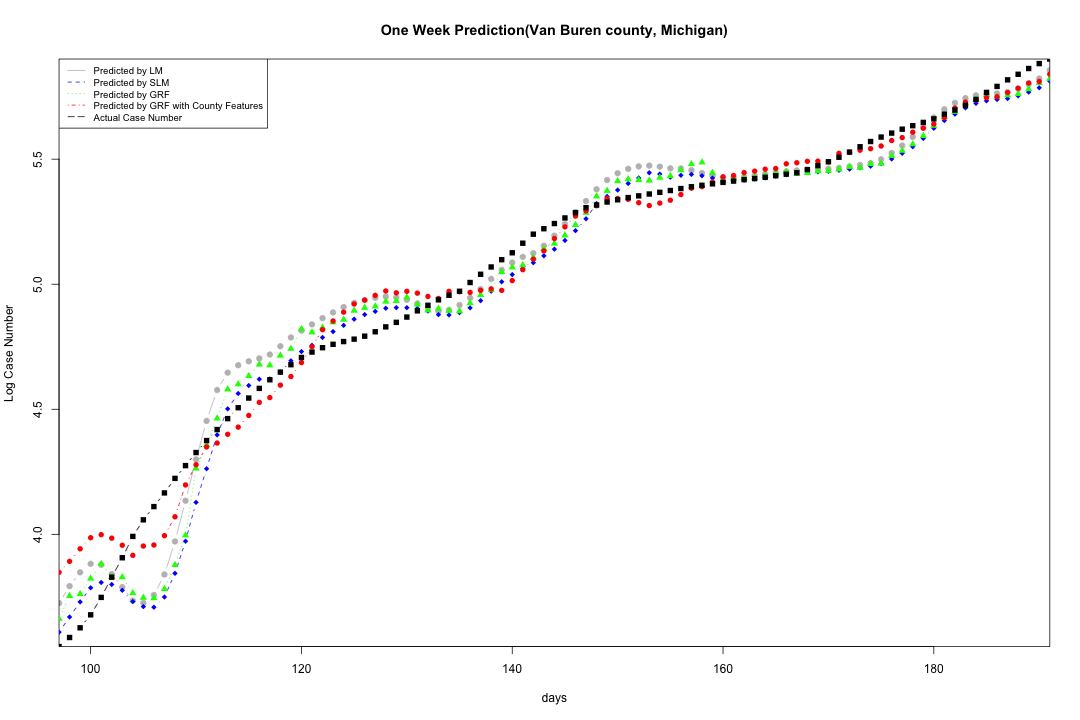 One Week Prediction(Van Buren county, Michigan)
Predicted by LM
Predicted by SLM
Predicted by GRF
Predicted by GRF with County Features
Actual Case Number
Log Case Number
5.5
5.0
4.5
4.0
100 120 140 160 180
days